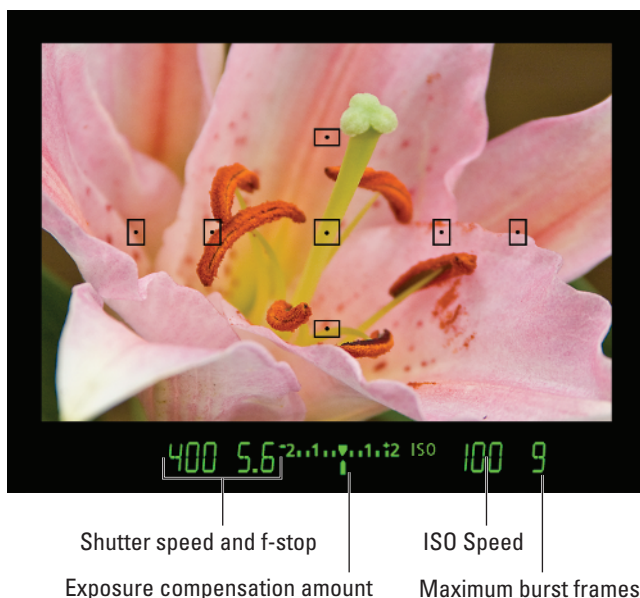 400 5.6 -2..1..▼..1..+2 ISO 100 9
Shutter speed and f-stop
ISO Speed
Exposure compensation amount
Maximum burst frames